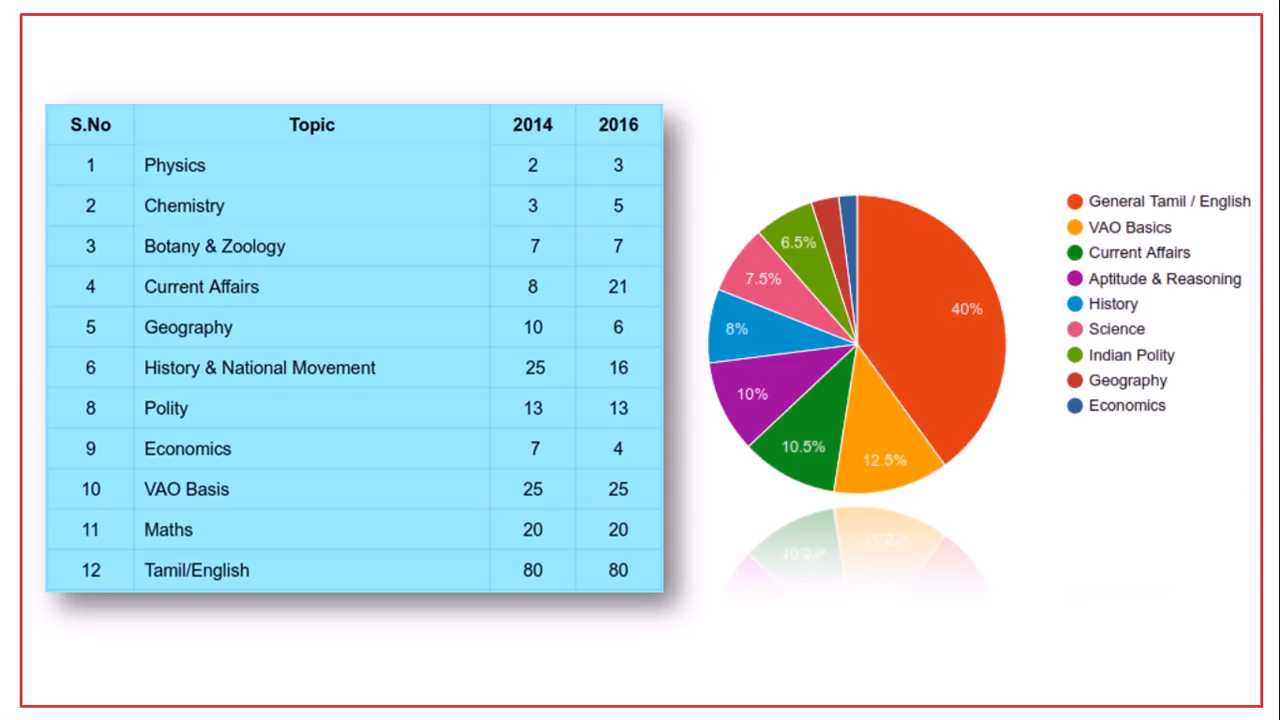 S.No Topic 2014 2016
1 Physics 2 3
2 Chemistry 3 5
3 Botany & Zoology 7 7
4 Current Affairs 8 21
5 Geography 10 6
6 History & National Movement 25 16
8 Polity 13 13
9 Economics 7 4
10 VAO Basis 25 25
11 Maths 20 20
12 Tamil/English 80 80
40%
12.5%
10.5%
10%
8%
7.5%
6.5%
General Tamil / English
VAO Basics
Current Affairs
Aptitude & Reasoning
History
Science
Indian Polity
Geography
Economics